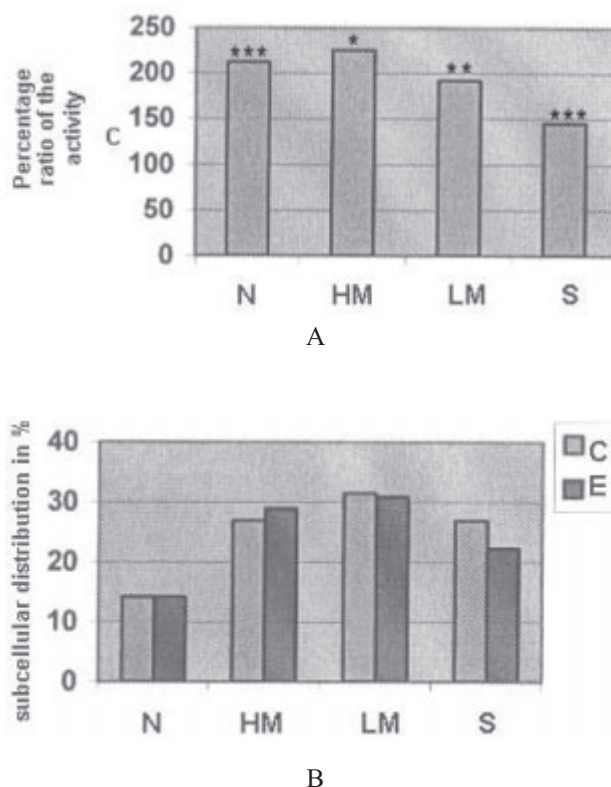 Percentage
ratio of the
activity
C
250
200
150
100
50
0
***
*
**
***
N HM LM S
A
subcellular distribution in %
40
30
20
10
0
C
E
N HM LM S
B